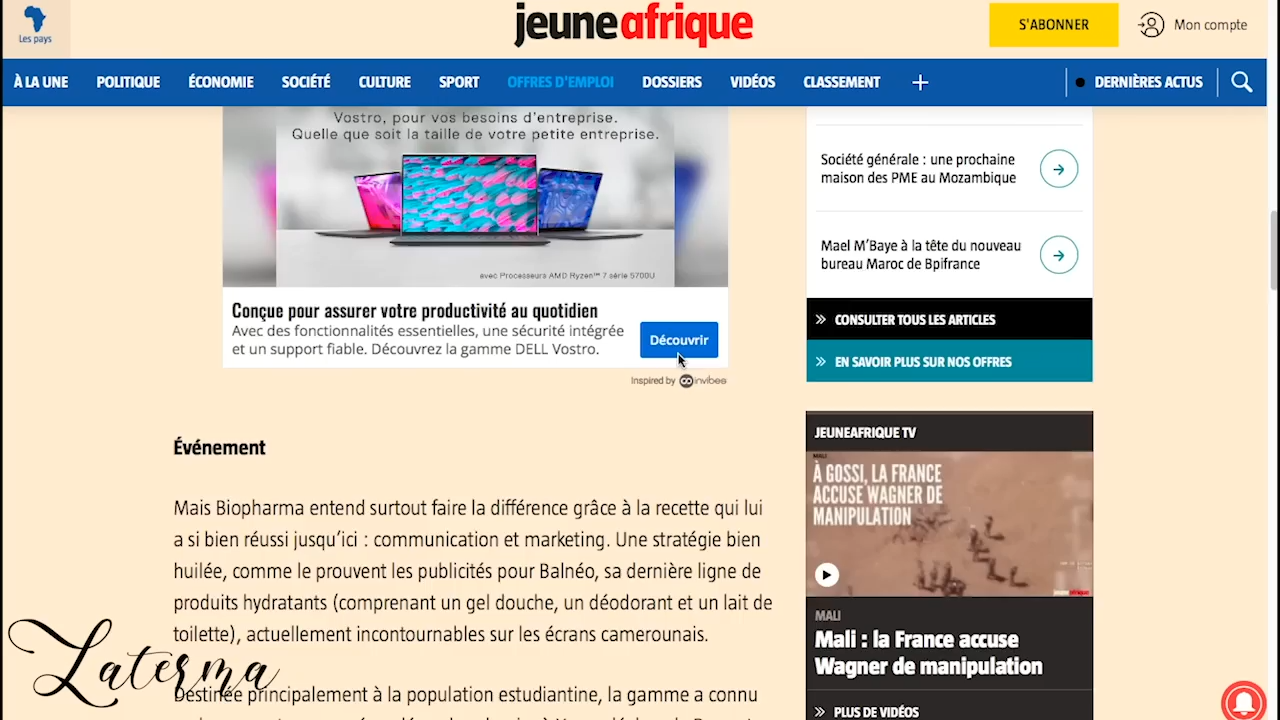 Les pays
jeuneafrique
S'ABONNER
Mon compte
À LA UNE
POLITIQUE
ÉCONOMIE
SOCIÉTÉ
CULTURE
SPORT
OFFRES D'EMPLOI
DOSSIERS
VIDÉOS
CLASSEMENT
DERNIÈRES ACTUS
Vostro, pour vos besoins d'entreprise.
Quelle que soit la taille de votre petite entreprise.
avec Processeurs AMD Ryzen™ 7 série 5700U
Conçue pour assurer votre productivité au quotidien
Avec des fonctionnalités essentielles, une sécurité intégrée
et un support fiable. Découvrez la gamme DELL Vostro.
Découvrir
Inspired by invibes
Événement
Mais Biopharma entend surtout faire la différence grâce à la recette qui lui
a si bien réussi jusqu'ici : communication et marketing. Une stratégie bien
huilée, comme le prouvent les publicités pour Balnéo, sa dernière ligne de
produits hydratants (comprenant un gel douche, un déodorant et un lait de
toilette), actuellement incontournables sur les écrans camerounais.
Destinée principalement à la population estudiantine, la gamme a connu
Laterma
Société générale : une prochaine
maison des PME au Mozambique
Mael M'Baye à la tête du nouveau
bureau Maroc de Bpifrance
CONSULTER TOUS LES ARTICLES
EN SAVOIR PLUS SUR NOS OFFRES
JEUNEAFRIQUE TV
MALI
À GOSSI, LA FRANCE
ACCUSE WAGNER DE
MANIPULATION
jeune afrique
MALI
Mali : la France accuse
Wagner de manipulation
PLUS DE VIDÉOS